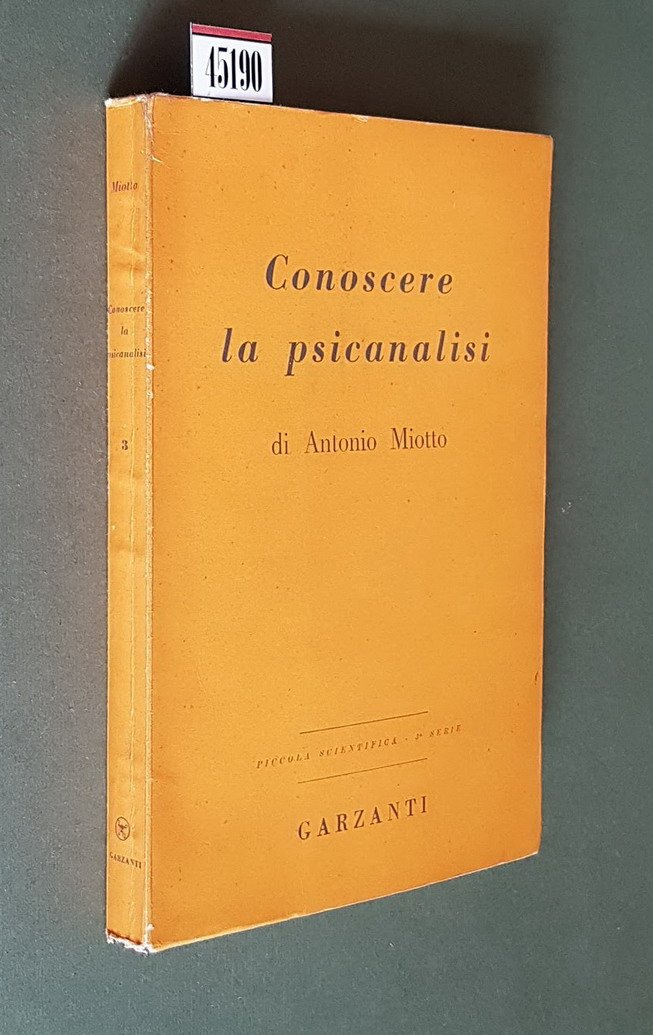 45190
Miotto
Conoscere
la
psicanalisi
3
GARZANTI
Conoscere
la psicanalisi
di Antonio Miotto
PICCOLA SCIENTIFICA - 3ª SERIE
GARZANTI